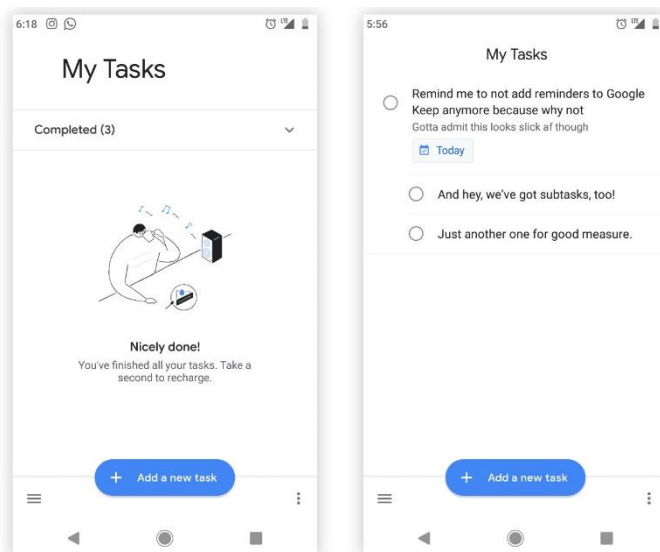 6:18
My Tasks
Completed (3)
Nicely done!
You've finished all your tasks. Take a
second to recharge.
+ Add a new task
5:56
LTE
My Tasks
Remind me to not add reminders to Google
Keep anymore because why not
Gotta admit this looks slick af though
Today
And hey, we've got subtasks, too!
Just another one for good measure.
+ Add a new task